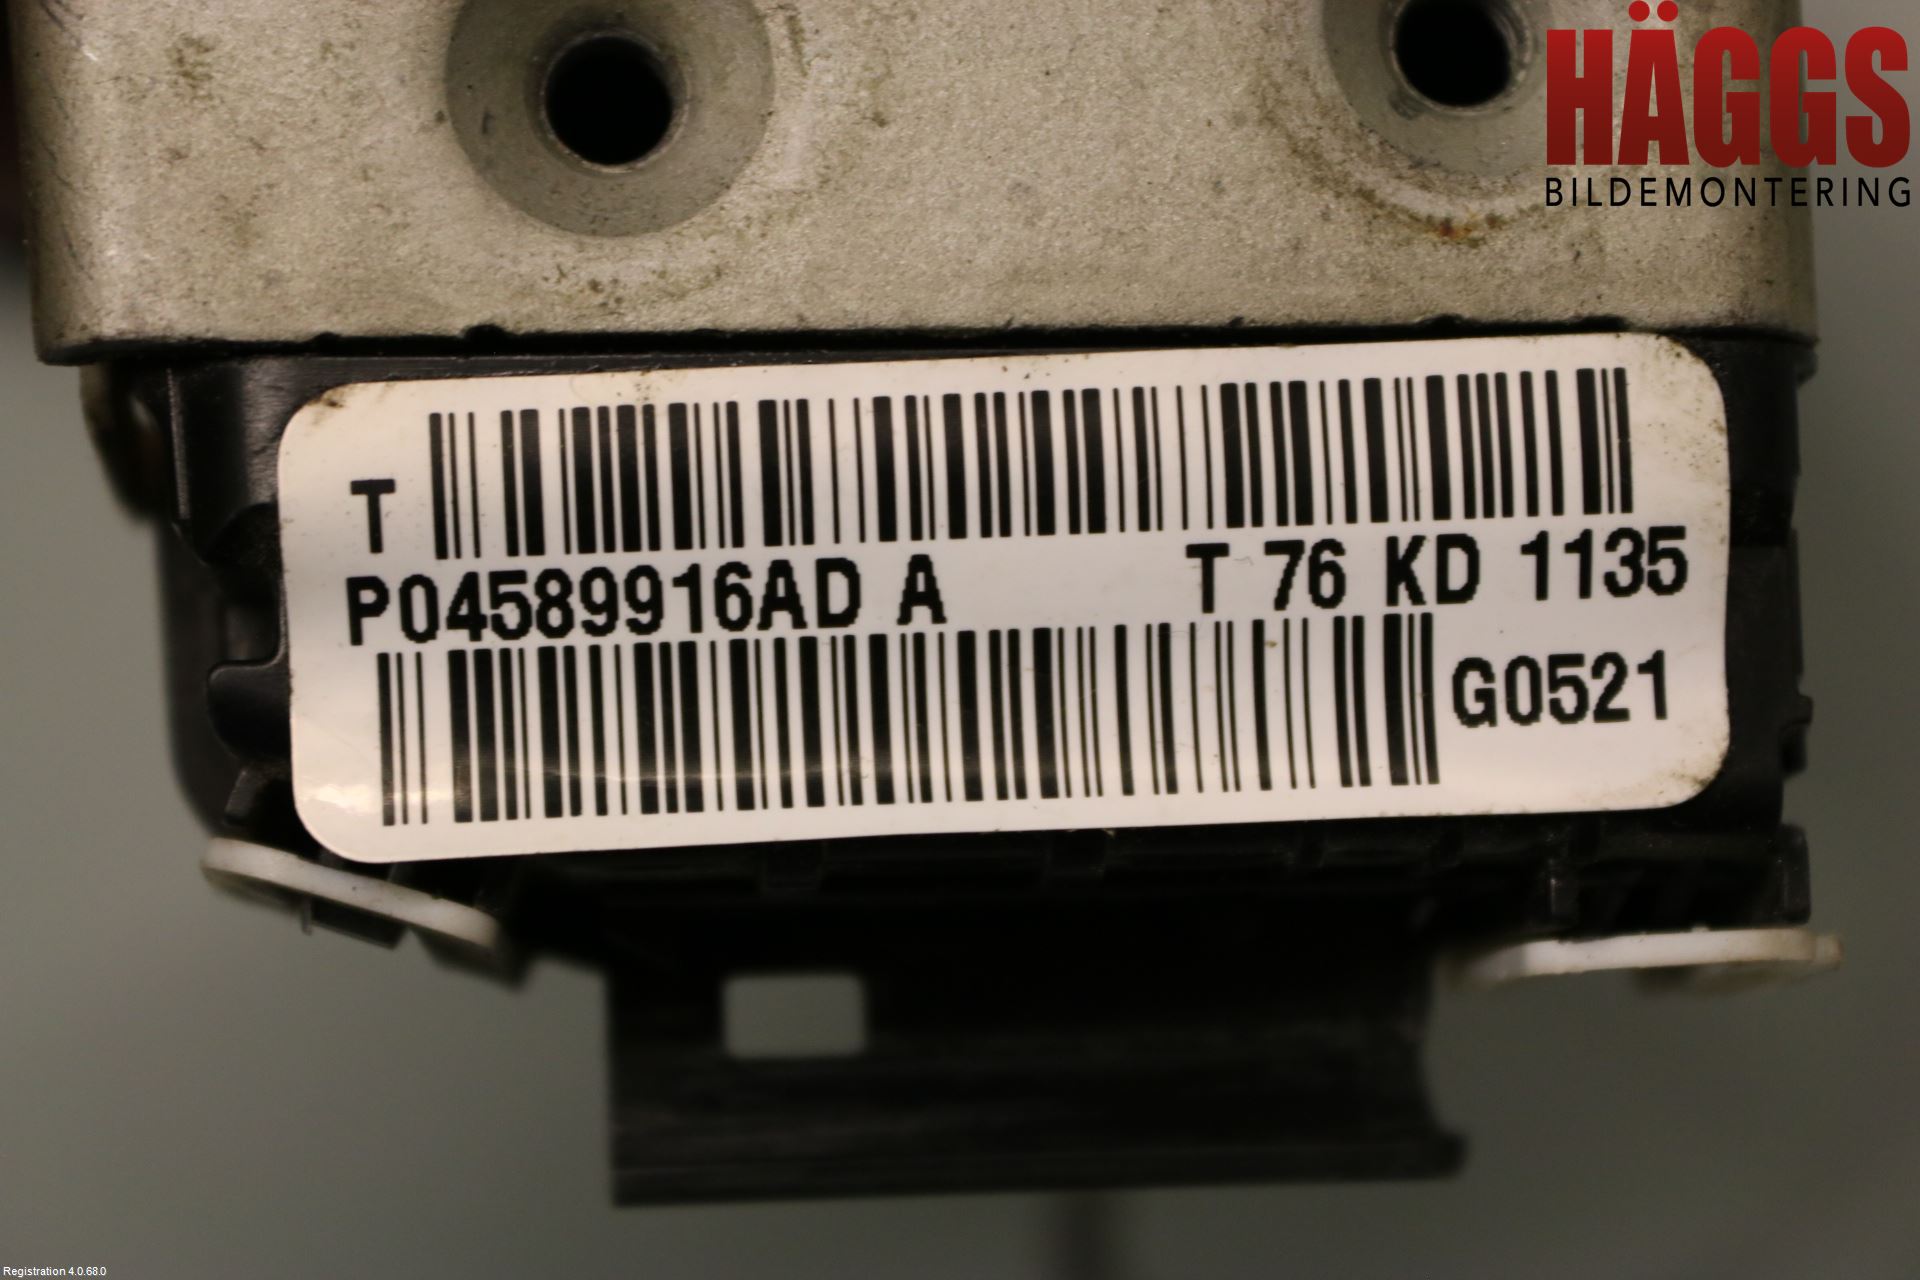 HÄGGS
BILDEMONTERING
T
P04589916AD A T 76 KD 1135
G0521
Registration 4.0.68.0